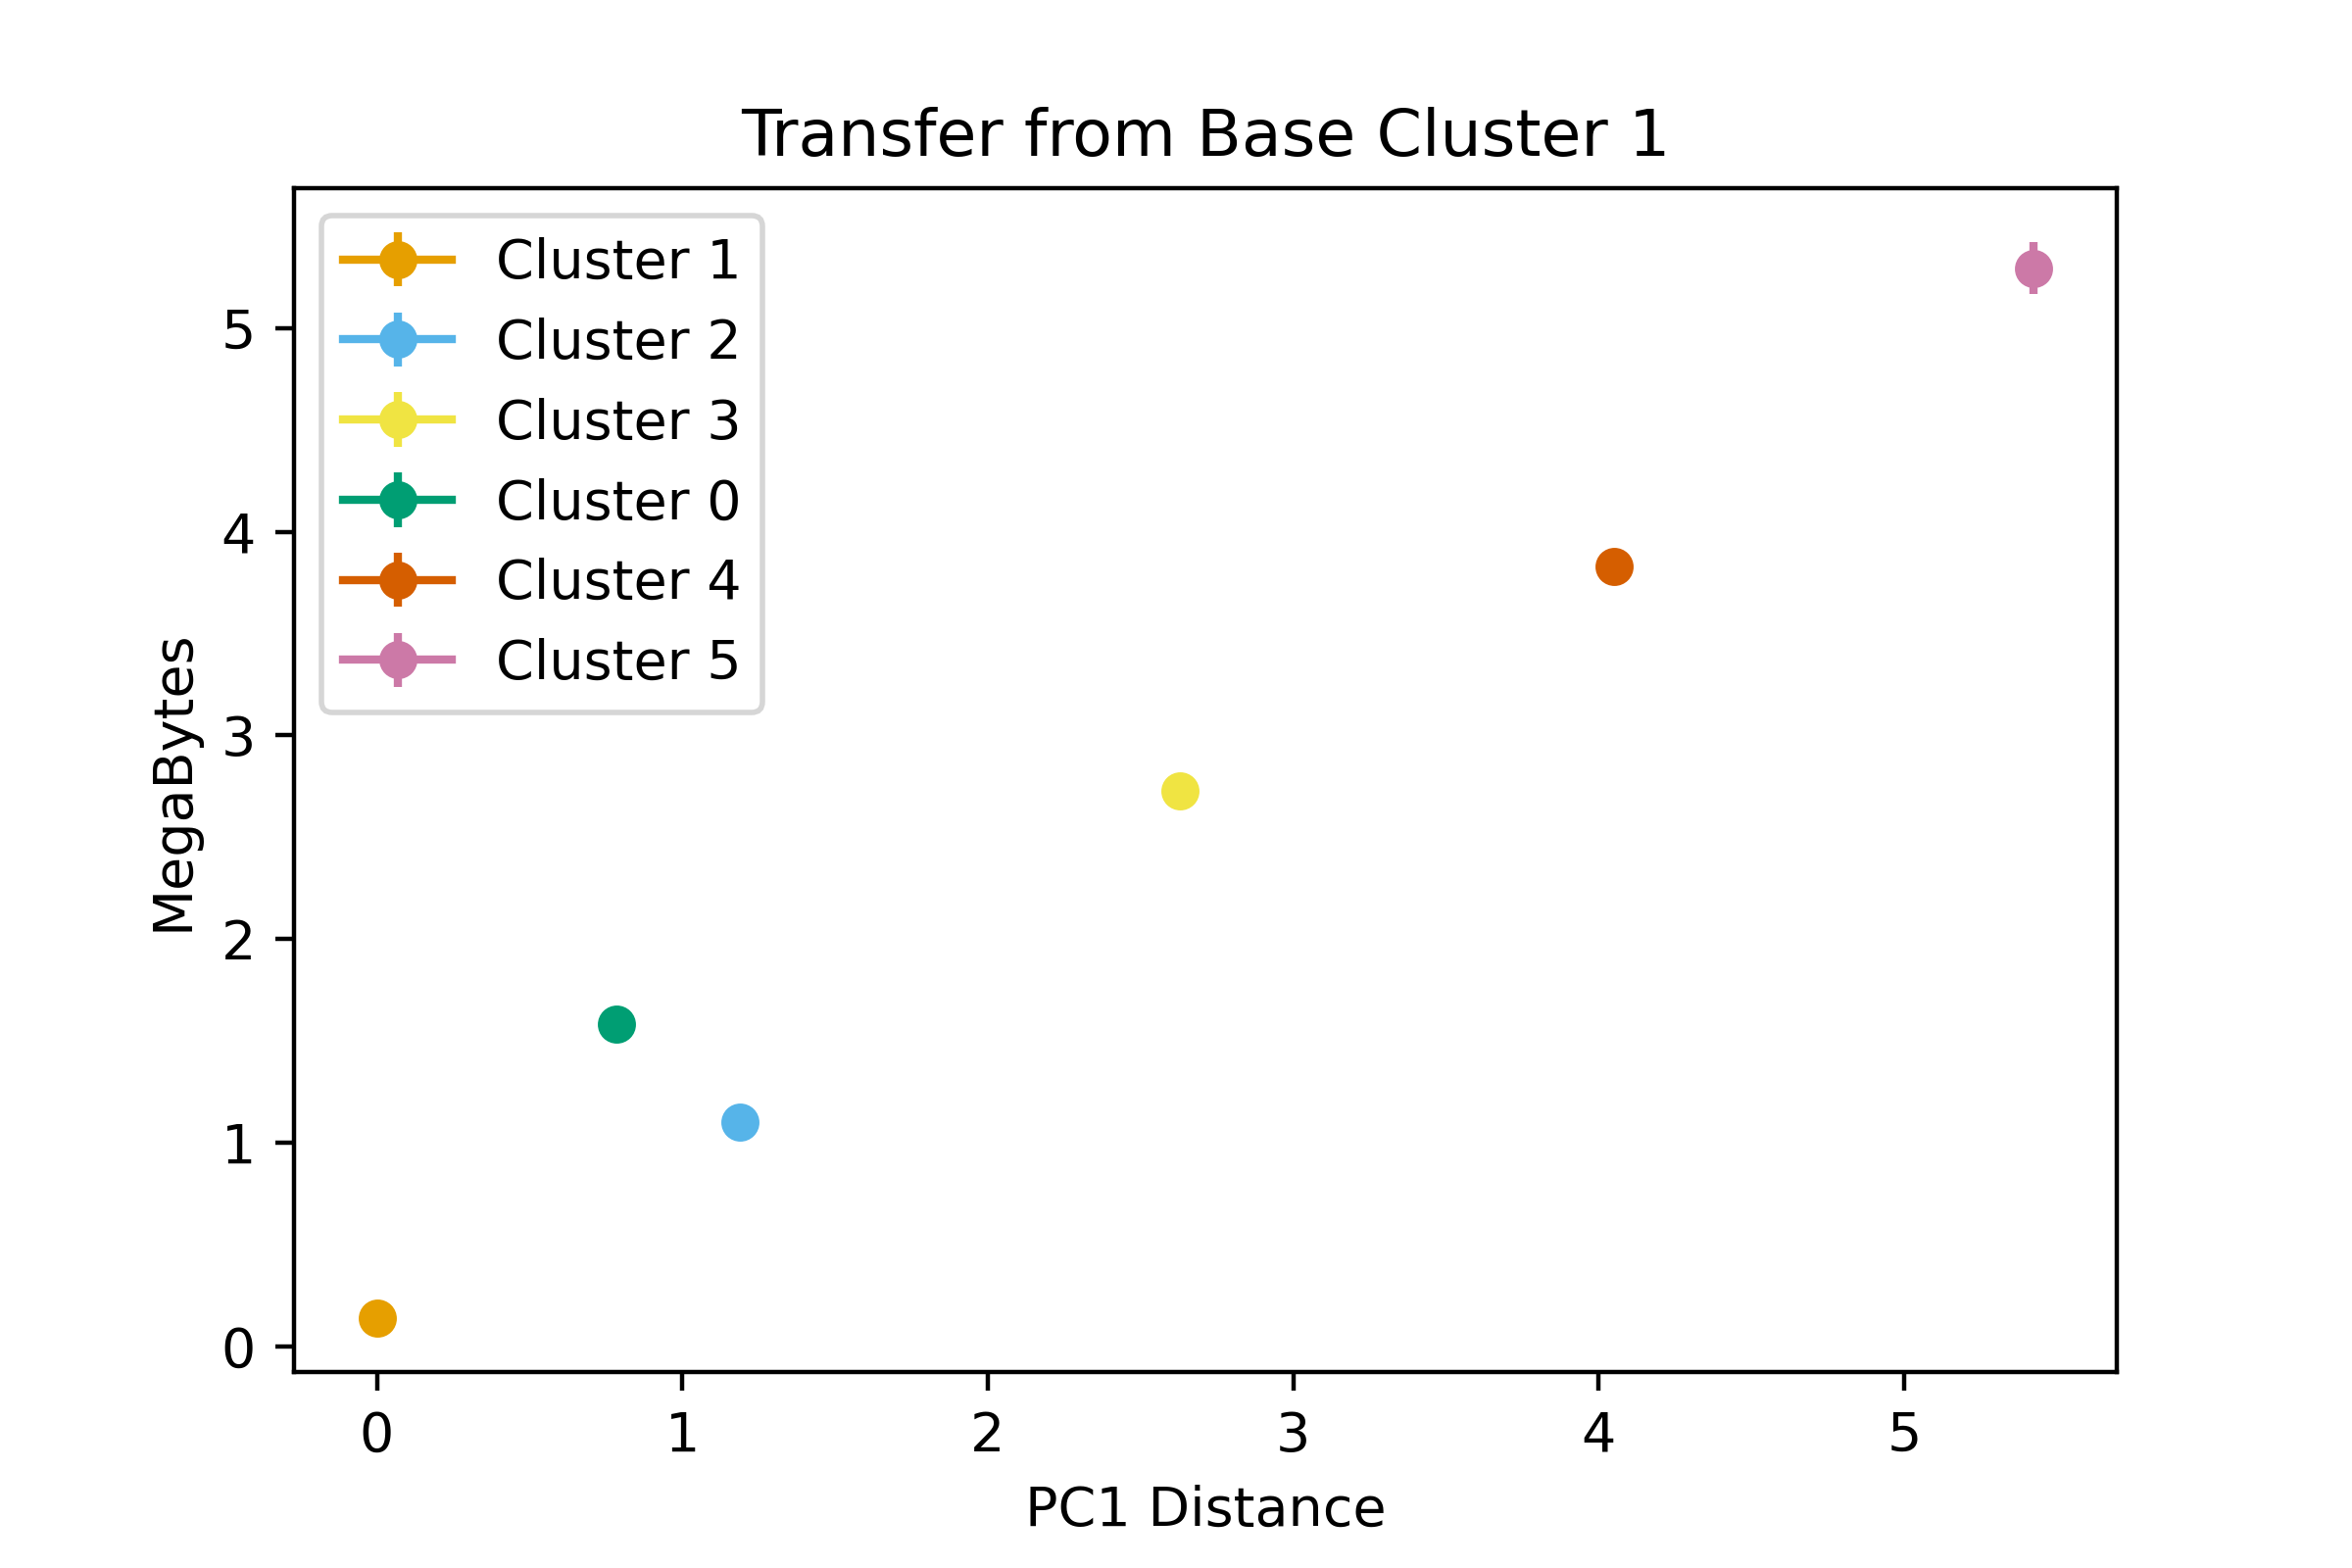 Transfer from Base Cluster 1
Cluster 1
Cluster 2
Cluster 3
Cluster 0
Cluster 4
Cluster 5
MegaBytes
5
4
3
2
1
0
0 1 2 3 4 5
PC1 Distance